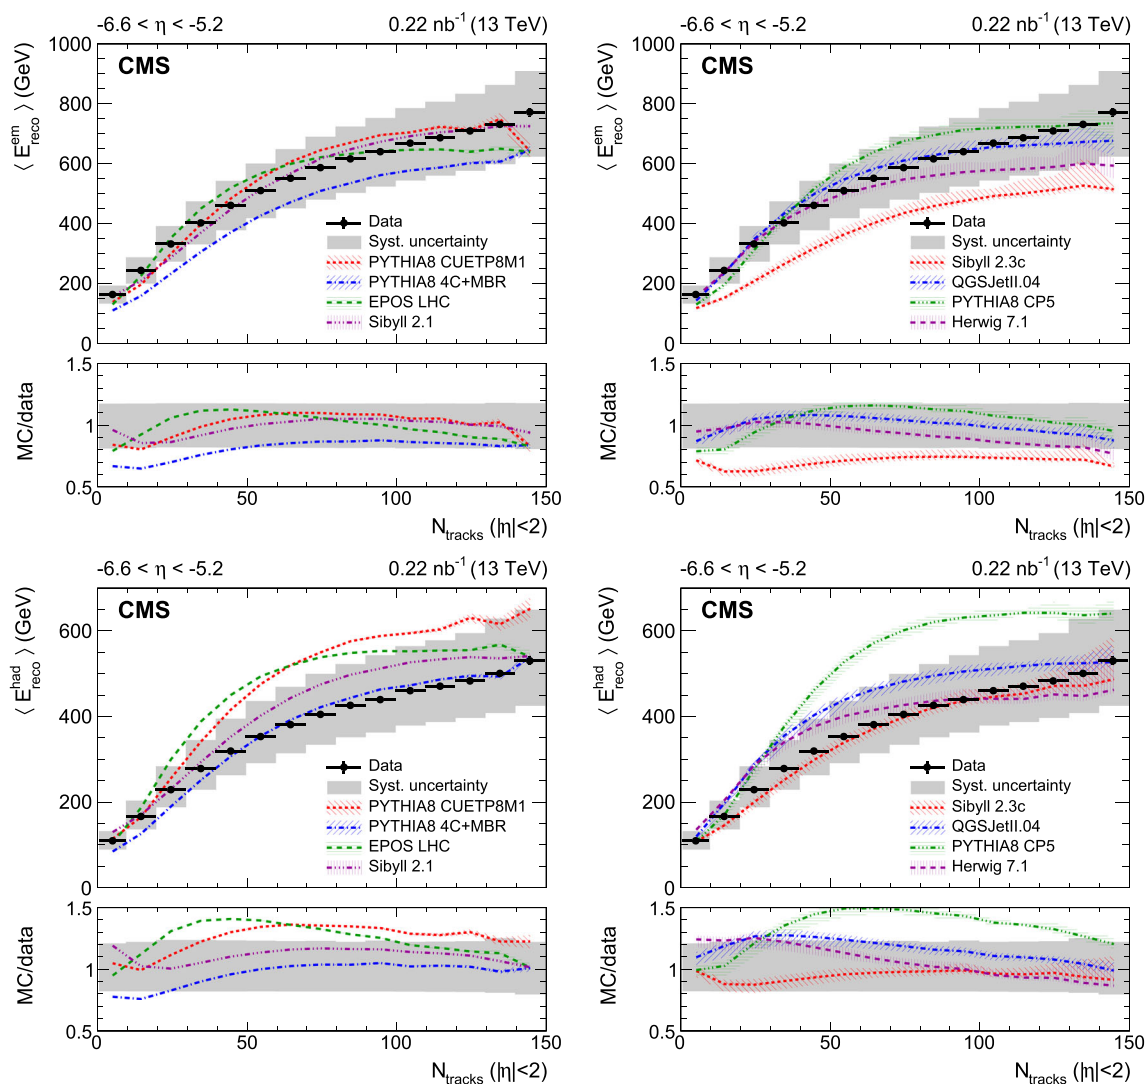 -6.6 < η < -5.2 0.22 nb⁻¹ (13 TeV)
CMS
⟨ E^em_reco ⟩ (GeV)
1000
800
600
400
200
0
Data
Syst. uncertainty
PYTHIA8 CUETP8M1
PYTHIA8 4C+MBR
EPOS LHC
Sibyll 2.1
MC/data
1.5
1
0.5
0 50 100 150
N_tracks (|η|<2)
-6.6 < η < -5.2 0.22 nb⁻¹ (13 TeV)
CMS
⟨ E^em_reco ⟩ (GeV)
1000
800
600
400
200
0
Data
Syst. uncertainty
Sibyll 2.3c
QGSJetII.04
PYTHIA8 CP5
Herwig 7.1
MC/data
1.5
1
0.5
0 50 100 150
N_tracks (|η|<2)
-6.6 < η < -5.2 0.22 nb⁻¹ (13 TeV)
CMS
⟨ E^had_reco ⟩ (GeV)
600
400
200
0
Data
Syst. uncertainty
PYTHIA8 CUETP8M1
PYTHIA8 4C+MBR
EPOS LHC
Sibyll 2.1
MC/data
1.5
1
0.5
0 50 100 150
N_tracks (|η|<2)
-6.6 < η < -5.2 0.22 nb⁻¹ (13 TeV)
CMS
⟨ E^had_reco ⟩ (GeV)
600
400
200
0
Data
Syst. uncertainty
Sibyll 2.3c
QGSJetII.04
PYTHIA8 CP5
Herwig 7.1
MC/data
1.5
1
0.5
0 50 100 150
N_tracks (|η|<2)